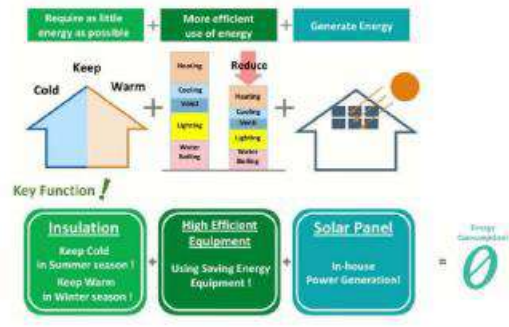 Require as little
energy as possible
+
More efficient
use of energy
+
Generate Energy
Keep
Cold
Warm
+
Heating
Cooling
Venti
Lighting
Water
Boiling
Reduce
Heating
Cooling
Venti
Lighting
Water
Boiling
+
Key Function !
Insulation
Keep Cold
in Summer season !
Keep Warm
in Winter season !
+
High Efficient
Equipment
Using Saving Energy
Equipment !
+
Solar Panel
In-house
Power Generation!
=
Energy
Consumption
0